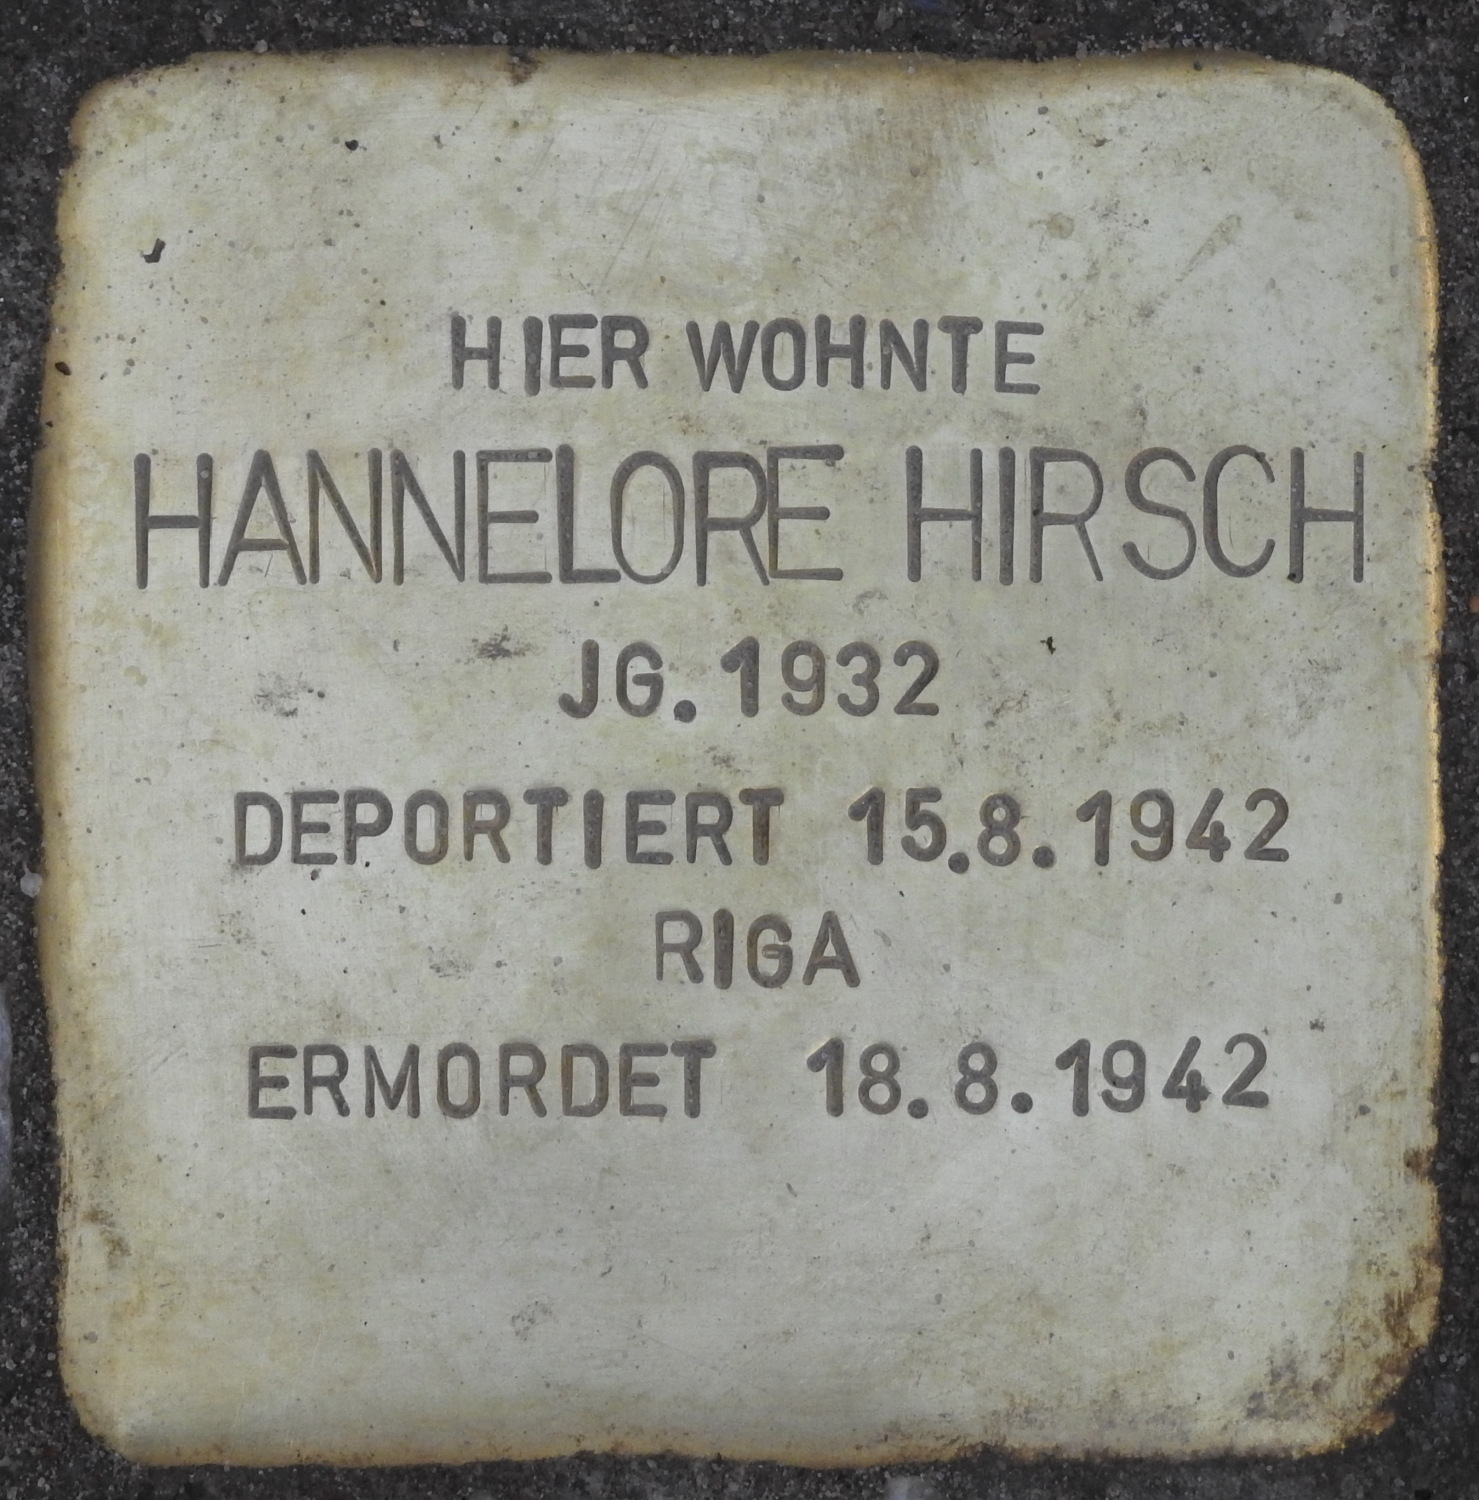 HIER WOHNTE
HANNELORE HIRSCH
JG. 1932
DEPORTIERT 15.8.1942
RIGA
ERMORDET 18.8.1942